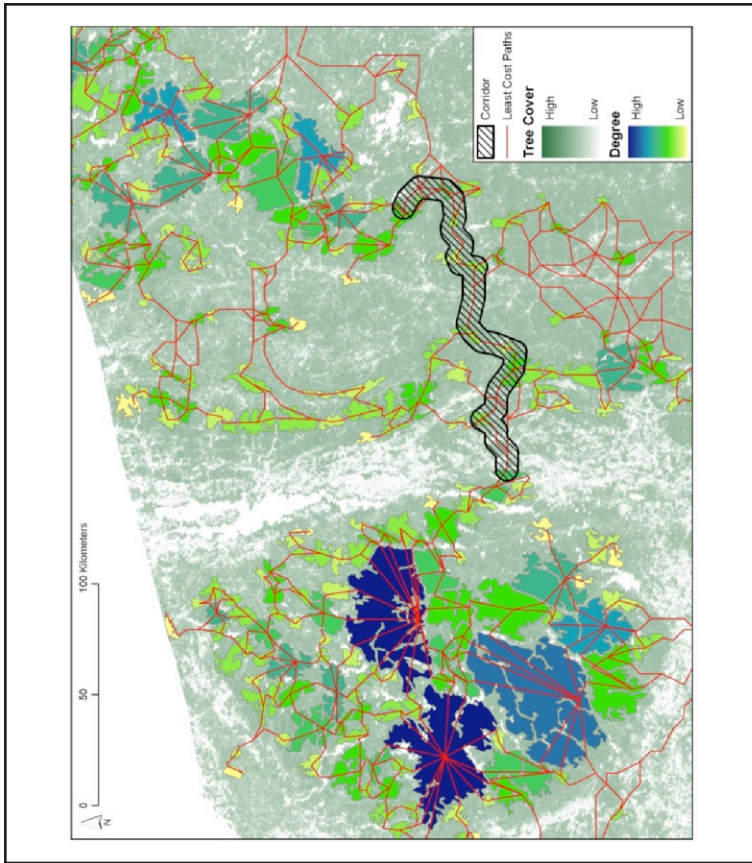 Corridor
Least Cost Paths
Tree Cover
High
Low
Degree
High
Low
0 50 100 Kilometers
N